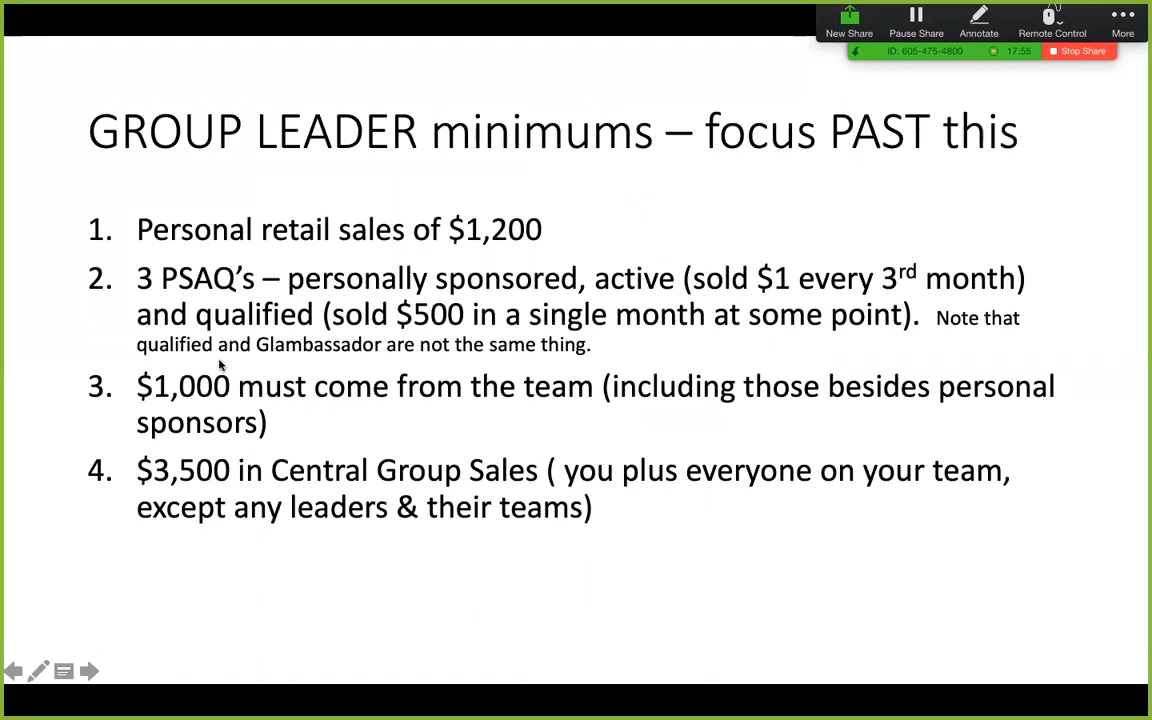 New Share Pause Share Annotate Remote Control More
ID: 605-475-4800 17:55 Stop Share
GROUP LEADER minimums – focus PAST this
1. Personal retail sales of $1,200
2. 3 PSAQ’s – personally sponsored, active (sold $1 every 3rd month)
and qualified (sold $500 in a single month at some point). Note that
qualified and Glambassador are not the same thing.
3. $1,000 must come from the team (including those besides personal
sponsors)
4. $3,500 in Central Group Sales ( you plus everyone on your team,
except any leaders & their teams)